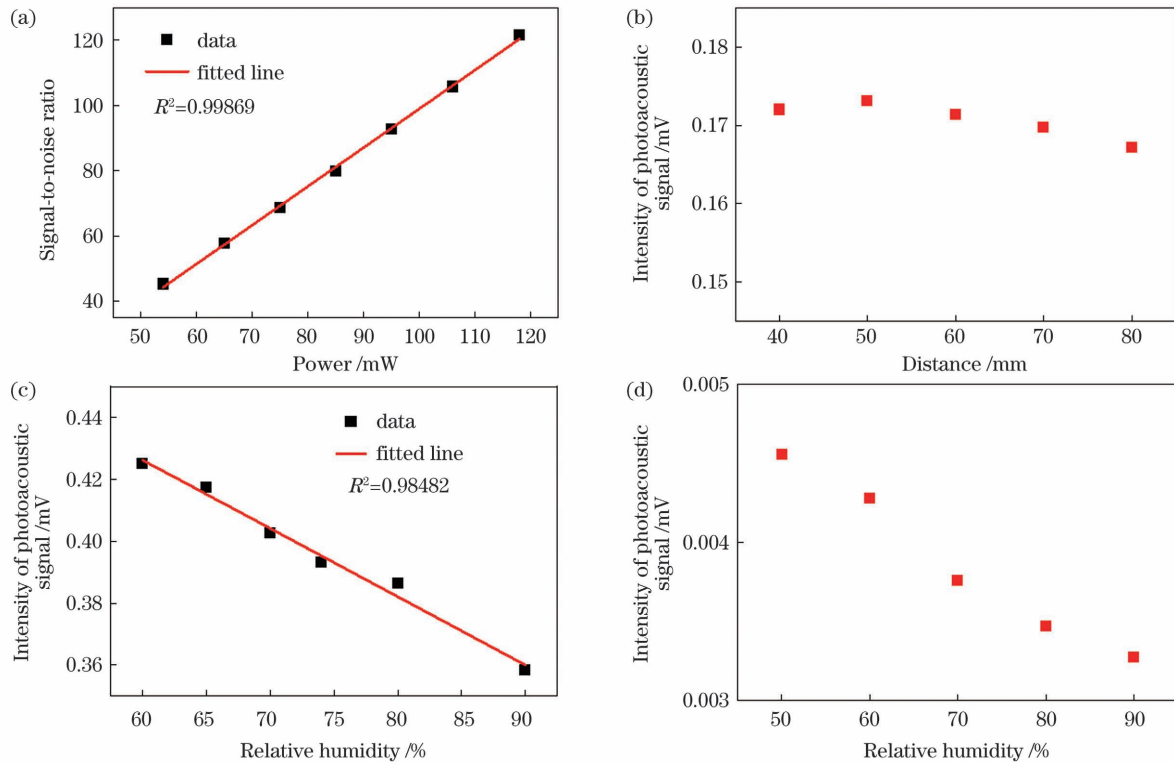 (a)
120
100
80
60
40
Signal-to-noise ratio
data
fitted line
R²=0.99869
50 60 70 80 90 100 110 120
Power /mW
(b)
0.18
0.17
0.16
0.15
Intensity of photoacoustic
signal /mV
40 50 60 70 80
Distance /mm
(c)
0.44
0.42
0.40
0.38
0.36
Intensity of photoacoustic
signal /mV
data
fitted line
R²=0.98482
60 65 70 75 80 85 90
Relative humidity /%
(d)
0.005
0.004
0.003
Intensity of photoacoustic
signal /mV
50 60 70 80 90
Relative humidity /%